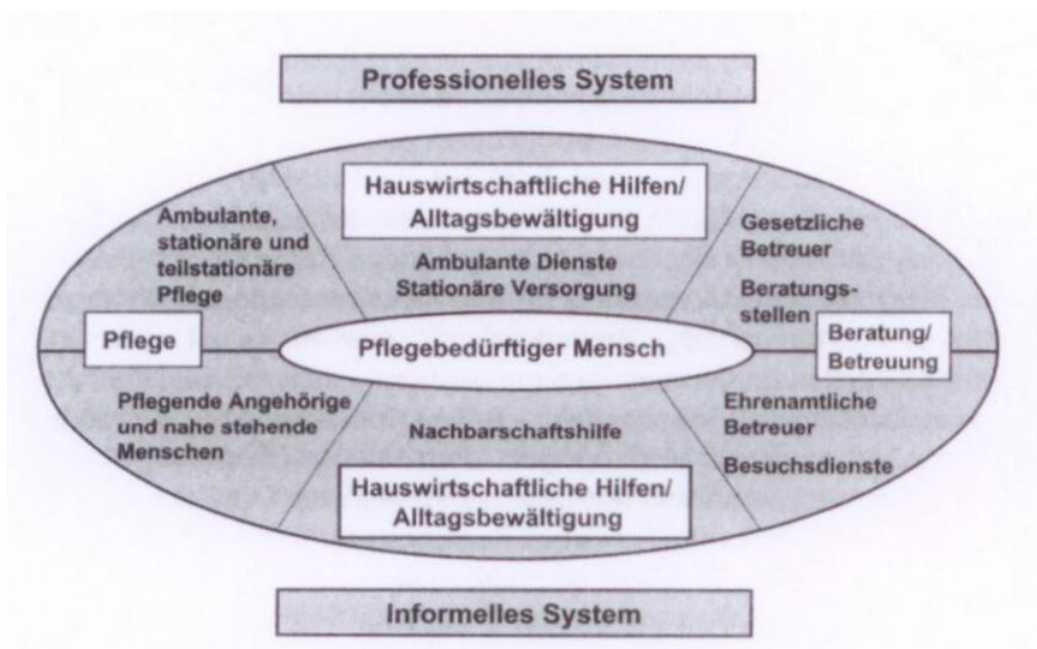 Professionelles System
Hauswirtschaftliche Hilfen/
Alltagsbewältigung
Ambulante,
stationäre und
teilstationäre
Pflege
Ambulante Dienste
Stationäre Versorgung
Gesetzliche
Betreuer
Beratungs-
stellen
Pflege
Pflegebedürftiger Mensch
Beratung/
Betreuung
Pflegende Angehörige
und nahe stehende
Menschen
Nachbarschaftshilfe
Hauswirtschaftliche Hilfen/
Alltagsbewältigung
Ehrenamtliche
Betreuer
Besuchsdienste
Informelles System